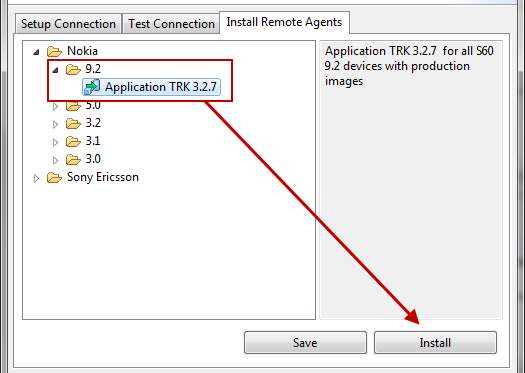 Setup Connection Test Connection Install Remote Agents
Nokia
9.2
Application TRK 3.2.7
5.0
3.2
3.1
3.0
Sony Ericsson
Application TRK 3.2.7 for all S60
9.2 devices with production
images
Save Install